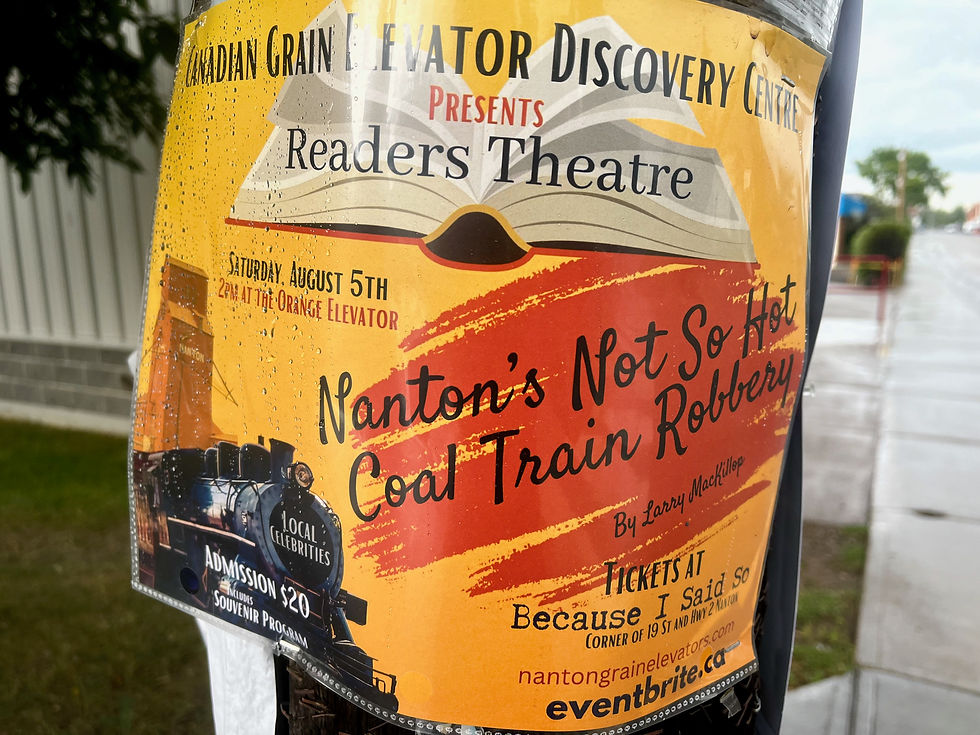 CANADIAN GRAIN ELEVATOR DISCOVERY CENTRE
PRESENTS
Readers Theatre
SATURDAY, AUGUST 5TH
2PM AT THE ORANGE ELEVATOR
NANTON
Nanton's Not So Hot
Coal Train Robbery
By Larry MacKillop
LOCAL
CELEBRITIES
ADMISSION $20
INCLUDES
SOUVENIR PROGRAM
TICKETS AT
Because I Said So
CORNER OF 19 ST AND HWY 2 NANTON
nantongrainelevators.com
eventbrite.ca